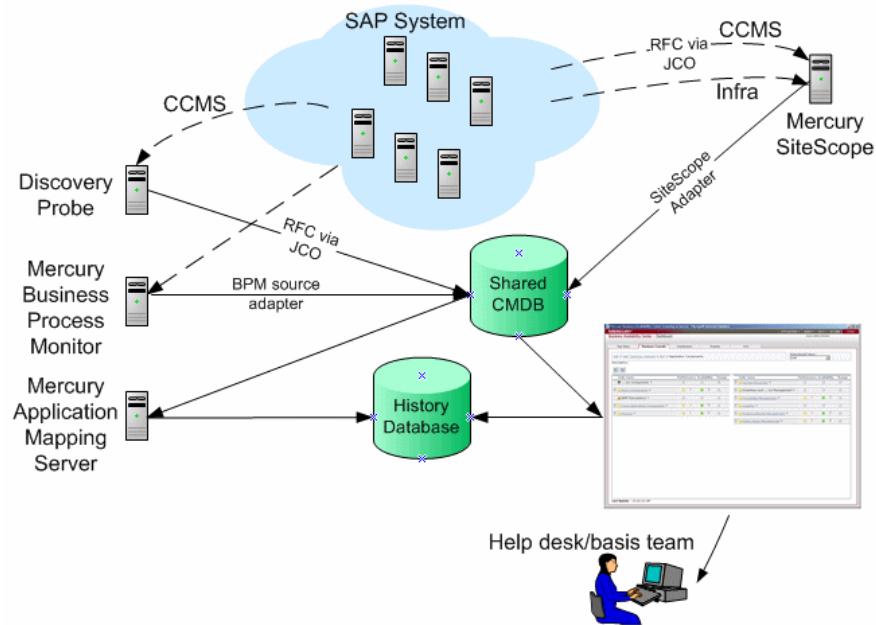 SAP System
CCMS
RFC via
JCO
Infra
Mercury
SiteScope
CCMS
Discovery
Probe
RFC via
JCO
SiteScope
Adapter
Mercury
Business
Process
Monitor
BPM source
adapter
Shared
CMDB
Mercury
Application
Mapping
Server
History
Database
Help desk/basis team